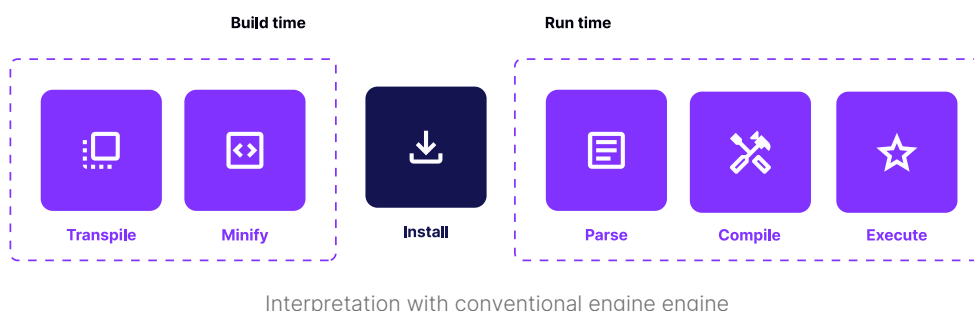 Build time
Run time
Transpile
Minify
Install
Parse
Compile
Execute
Interpretation with conventional engine engine